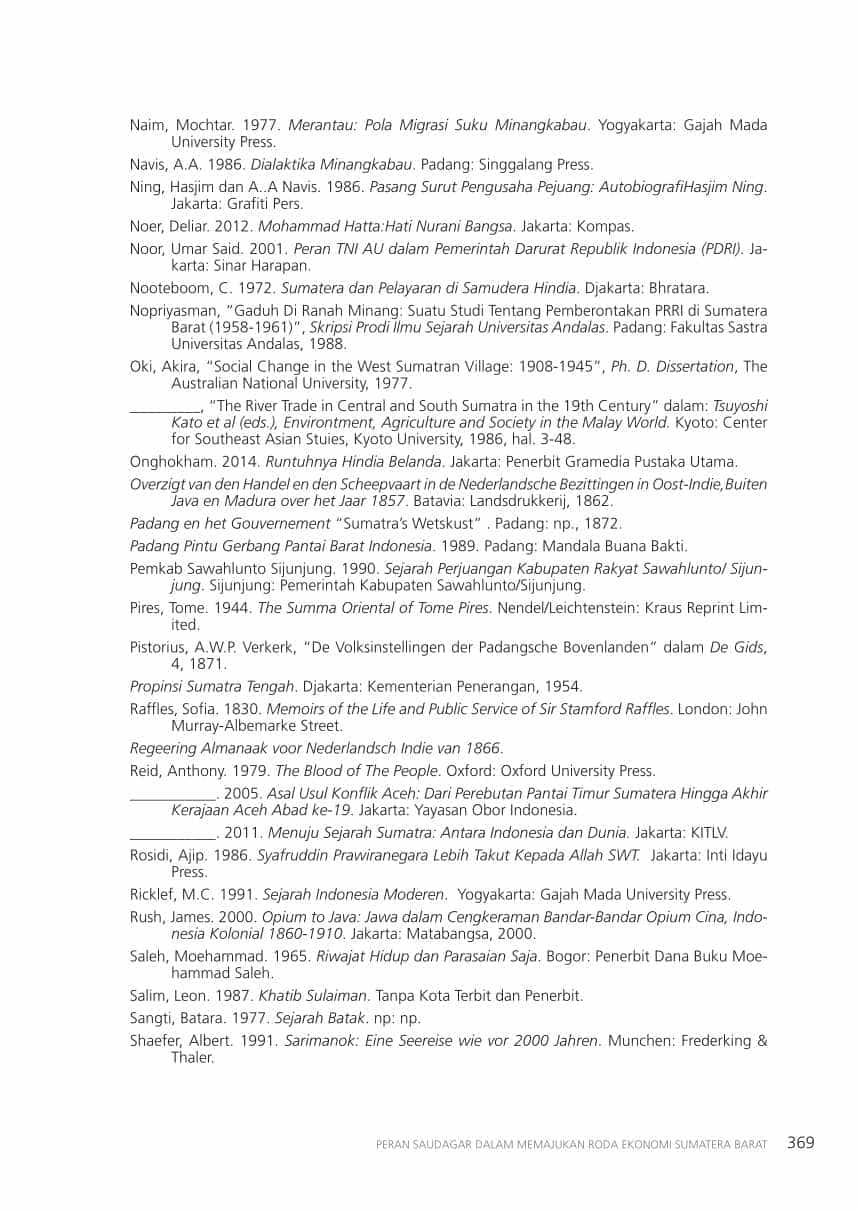 Naim, Mochtar. 1977. Merantau: Pola Migrasi Suku Minangkabau. Yogyakarta: Gajah Mada
University Press.
Navis, A.A. 1986. Dialaktika Minangkabau. Padang: Singgalang Press.
Ning, Hasjim dan A..A Navis. 1986. Pasang Surut Pengusaha Pejuang: AutobiografiHasjim Ning.
Jakarta: Grafiti Pers.
Noer, Deliar. 2012. Mohammad Hatta:Hati Nurani Bangsa. Jakarta: Kompas.
Noor, Umar Said. 2001. Peran TNI AU dalam Pemerintah Darurat Republik Indonesia (PDRI). Ja-
karta: Sinar Harapan.
Nooteboom, C. 1972. Sumatera dan Pelayaran di Samudera Hindia. Djakarta: Bhratara.
Nopriyasman, “Gaduh Di Ranah Minang: Suatu Studi Tentang Pemberontakan PRRI di Sumatera
Barat (1958-1961)”, Skripsi Prodi Ilmu Sejarah Universitas Andalas. Padang: Fakultas Sastra
Universitas Andalas, 1988.
Oki, Akira, “Social Change in the West Sumatran Village: 1908-1945”, Ph. D. Dissertation, The
Australian National University, 1977.
__________, “The River Trade in Central and South Sumatra in the 19th Century” dalam: Tsuyoshi
Kato et al (eds.), Environtment, Agriculture and Society in the Malay World. Kyoto: Center
for Southeast Asian Stuies, Kyoto University, 1986, hal. 3-48.
Onghokham. 2014. Runtuhnya Hindia Belanda. Jakarta: Penerbit Gramedia Pustaka Utama.
Overzigt van den Handel en den Scheepvaart in de Nederlandsche Bezittingen in Oost-Indie,Buiten
Java en Madura over het Jaar 1857. Batavia: Landsdrukkerij, 1862.
Padang en het Gouvernement “Sumatra’s Wetskust” . Padang: np., 1872.
Padang Pintu Gerbang Pantai Barat Indonesia. 1989. Padang: Mandala Buana Bakti.
Pemkab Sawahlunto Sijunjung. 1990. Sejarah Perjuangan Kabupaten Rakyat Sawahlunto/ Sijun-
jung. Sijunjung: Pemerintah Kabupaten Sawahlunto/Sijunjung.
Pires, Tome. 1944. The Summa Oriental of Tome Pires. Nendel/Leichtenstein: Kraus Reprint Lim-
ited.
Pistorius, A.W.P. Verkerk, “De Volksinstellingen der Padangsche Bovenlanden” dalam De Gids,
4, 1871.
Propinsi Sumatra Tengah. Djakarta: Kementerian Penerangan, 1954.
Raffles, Sofia. 1830. Memoirs of the Life and Public Service of Sir Stamford Raffles. London: John
Murray-Albemarke Street.
Regeering Almanaak voor Nederlandsch Indie van 1866.
Reid, Anthony. 1979. The Blood of The People. Oxford: Oxford University Press.
____________. 2005. Asal Usul Konflik Aceh: Dari Perebutan Pantai Timur Sumatera Hingga Akhir
Kerajaan Aceh Abad ke-19. Jakarta: Yayasan Obor Indonesia.
____________. 2011. Menuju Sejarah Sumatra: Antara Indonesia dan Dunia. Jakarta: KITLV.
Rosidi, Ajip. 1986. Syafruddin Prawiranegara Lebih Takut Kepada Allah SWT. Jakarta: Inti Idayu
Press.
Ricklef, M.C. 1991. Sejarah Indonesia Moderen. Yogyakarta: Gajah Mada University Press.
Rush, James. 2000. Opium to Java: Jawa dalam Cengkeraman Bandar-Bandar Opium Cina, Indo-
nesia Kolonial 1860-1910. Jakarta: Matabangsa, 2000.
Saleh, Moehammad. 1965. Riwajat Hidup dan Parasaian Saja. Bogor: Penerbit Dana Buku Moe-
hammad Saleh.
Salim, Leon. 1987. Khatib Sulaiman. Tanpa Kota Terbit dan Penerbit.
Sangti, Batara. 1977. Sejarah Batak. np: np.
Shaefer, Albert. 1991. Sarimanok: Eine Seereise wie vor 2000 Jahren. Munchen: Frederking &
Thaler.
PERAN SAUDAGAR DALAM MEMAJUKAN RODA EKONOMI SUMATERA BARAT 369